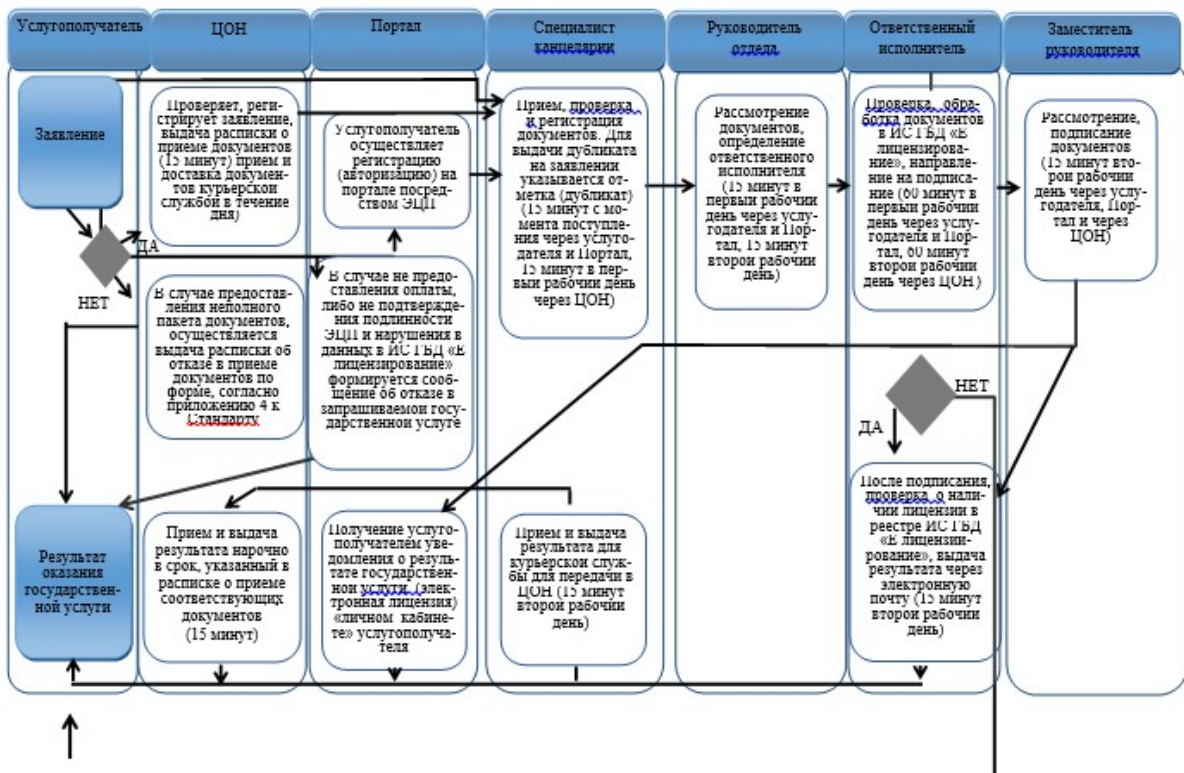 Услугополучатель
ЦОН
Портал
Специалист
канцелярии
Руководитель
отдела
Ответственный
исполнитель
Заместитель
руководителя
Заявление
Проверяет, реги-
стрирует заявление,
выдача расписки о
приеме документов
(15 минут) прием и
доставка докумен-
тов курьерской
службой в течение
дня)
Услугополучатель
осуществляет
регистрацию
(авторизацию) на
портале посред-
ством ЭЦП
Прием, проверка
и регистрация
документов. Для
выдачи дубликата
на заявлении
указывается от-
метка (дубликат)
(15 минут с мо-
мента поступле-
ния через услуго-
дателя и Портал,
15 минут в пер-
вый рабочий день
через ЦОН)
Рассмотрение
документов,
определение
ответственного
исполнителя
(15 минут в
первый рабочий
день через услу-
годателя и Пор-
тал, 15 минут
второй рабочий
день)
Проверка, обра-
ботка документов
в ИС ГБД «Е
лицензирование»,
направле-
ние на подписа-
ние (60 минут в
первый рабочий
день через услу-
годателя и Пор-
тал, 60 минут
второй рабочий
день через ЦОН)
Рассмотрение,
подписание
документов
(15 минут вто-
рой рабочий
день через услу-
годателя, Пор-
тал и через
ЦОН)
ДА
НЕТ
В случае предостав-
ления неполного
пакета документов,
осуществляется
выдача расписки об
отказе в приеме
документов по
форме, согласно
приложению 4 к
Стандарту
В случае не предо-
ставления оплаты,
либо не подтвержде-
ния подлинности
ЭЦП и нарушения в
данных в ИС ГБД «Е
лицензирование»
формируется сооб-
щение об отказе в
запрашиваемой госу-
дарственной услуге
НЕТ
ДА
Результат
оказания
государствен-
ной услуги
Прием и выдача
результата нарочно
в срок, указанный в
расписке о приеме
соответствующих
документов
(15 минут)
Получение услуго-
получателем уве-
домления о резуль-
тате государствен-
ной услуги (элек-
тронная лицензия)
«личном кабине-
те» услугополуча-
теля
Прием и выдача
результата для
курьерской служ-
бы для передачи в
ЦОН (15 минут
второй рабочий
день)
После подписания,
проверка о нали-
чии лицензии в
реестре ИС ГБД
«Е лицензи-
рование», выдача
результата через
электронную
почту (15 минут
второй рабочий
день)